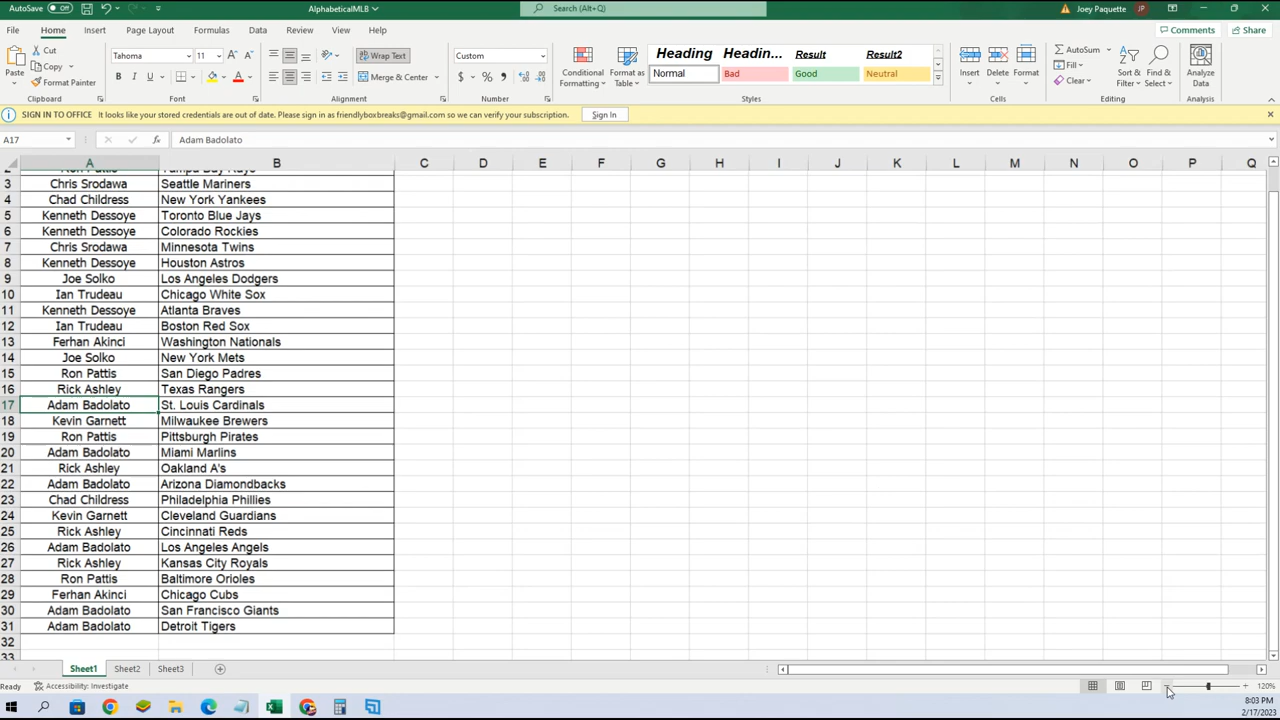 AutoSave Off AlphabeticalMLB Search (Alt+Q) Joey Paquette JP
File Home Insert Page Layout Formulas Data Review View Help Comments Share
Paste Cut Copy Format Painter Clipboard
Tahoma 11 B I U A Font
Wrap Text Merge & Center Alignment
Custom $ % Number
Conditional Formatting Format as Table
Heading Headin... Result Result2
Normal Bad Good Neutral Styles
Insert Delete Format Cells
AutoSum Fill Clear Sort & Filter Find & Select Editing
Analyze Data Analysis
SIGN IN TO OFFICE It looks like your stored credentials are out of date. Please sign in as friendlyboxbreaks@gmail.com so we can verify your subscription. Sign In
A17 fx Adam Badolato
A B C D E F G H I J K L M N O P Q
2 Ron Pattis Tampa Bay Rays
3 Chris Srodawa Seattle Mariners
4 Chad Childress New York Yankees
5 Kenneth Dessoye Toronto Blue Jays
6 Kenneth Dessoye Colorado Rockies
7 Chris Srodawa Minnesota Twins
8 Kenneth Dessoye Houston Astros
9 Joe Solko Los Angeles Dodgers
10 Ian Trudeau Chicago White Sox
11 Kenneth Dessoye Atlanta Braves
12 Ian Trudeau Boston Red Sox
13 Ferhan Akinci Washington Nationals
14 Joe Solko New York Mets
15 Ron Pattis San Diego Padres
16 Rick Ashley Texas Rangers
17 Adam Badolato St. Louis Cardinals
18 Kevin Garnett Milwaukee Brewers
19 Ron Pattis Pittsburgh Pirates
20 Adam Badolato Miami Marlins
21 Rick Ashley Oakland A's
22 Adam Badolato Arizona Diamondbacks
23 Chad Childress Philadelphia Phillies
24 Kevin Garnett Cleveland Guardians
25 Rick Ashley Cincinnati Reds
26 Adam Badolato Los Angeles Angels
27 Rick Ashley Kansas City Royals
28 Ron Pattis Baltimore Orioles
29 Ferhan Akinci Chicago Cubs
30 Adam Badolato San Francisco Giants
31 Adam Badolato Detroit Tigers
32
33
Sheet1 Sheet2 Sheet3
Ready Accessibility: Investigate 120%
8:03 PM
2/17/2023